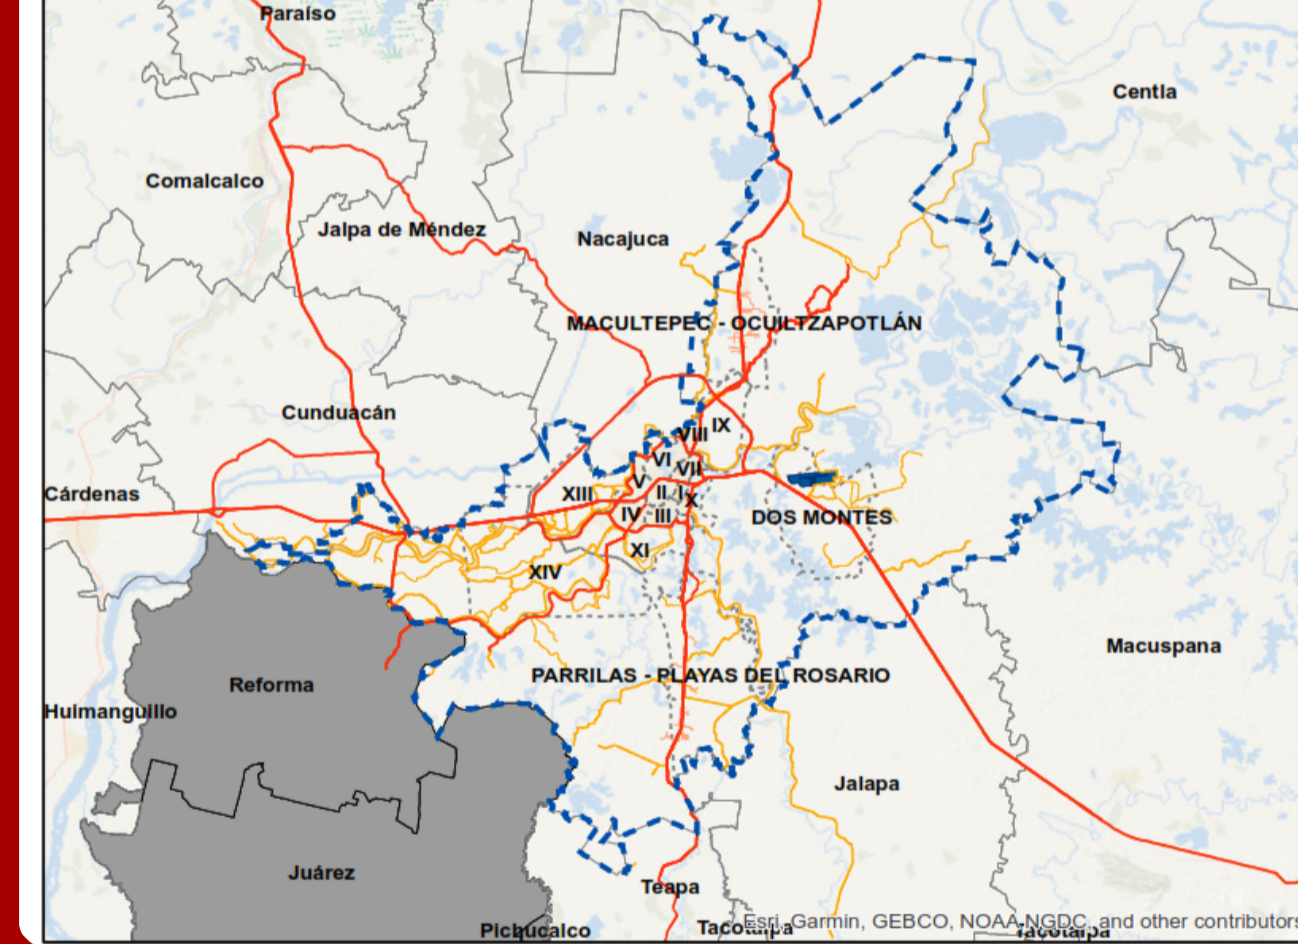 Paraíso
Centla
Comalcalco
Jalpa de Méndez
Nacajuca
MACULTEPEC - OCUILTZAPOTLÁN
Cunduacán
IX
VIII
VI
VII
V
Cárdenas
XIII
II
I
X
IV
III
DOS MONTES
XI
XIV
Macuspana
PARRILAS - PLAYAS DEL ROSARIO
Reforma
Huimanguillo
Jalapa
Juárez
Teapa
Pichucalco
Tacotalpa
Esri, Garmin, GEBCO, NOAA NGDC, and other contributors
Tacotalpa